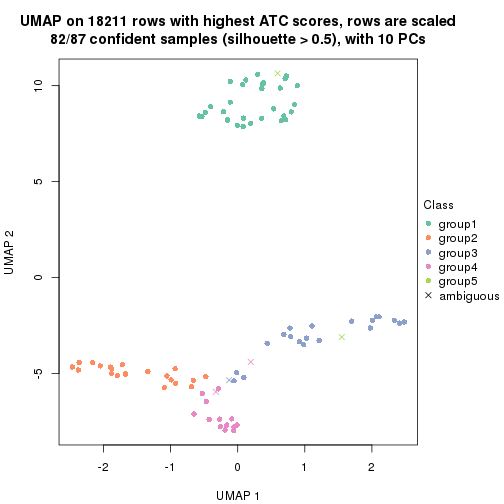 UMAP on 18211 rows with highest ATC scores, rows are scaled
82/87 confident samples (silhouette > 0.5), with 10 PCs
10
5
0
-5
UMAP 2
-2
-1
0
1
2
UMAP 1
Class
group1
group2
group3
group4
group5
ambiguous